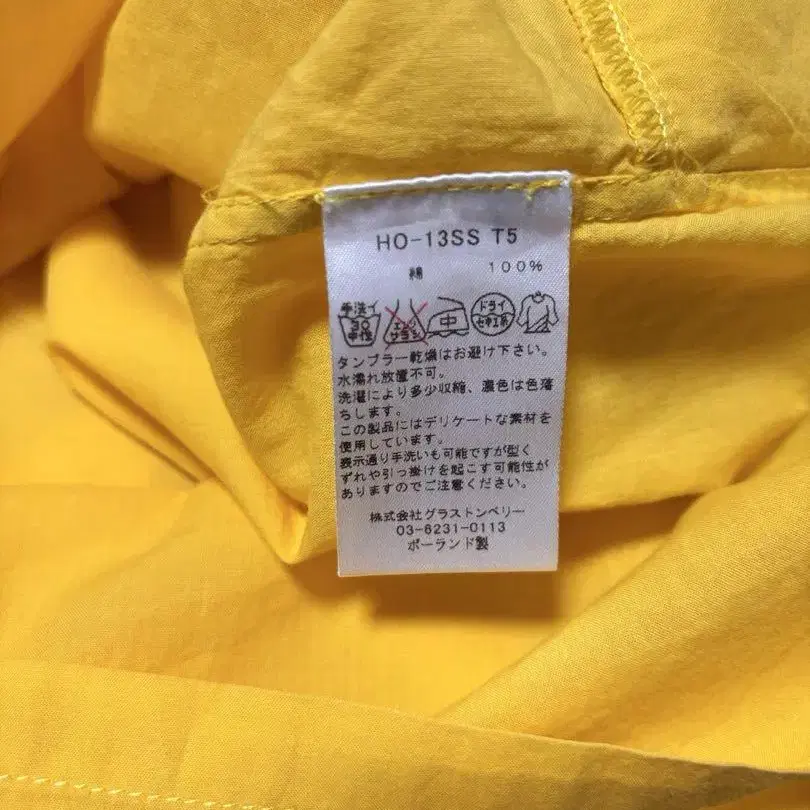 HO-13SS T5
綿 100%
手洗イ
30
中性
エンソ
サラシ
中
ドライ
セキユ系
タンブラー乾燥はお避け下さい。
水濡れ放置不可。
洗濯により多少収縮、濃色は色落
ちします。
この製品にはデリケートな素材を
使用しています。
表示通り手洗いも可能ですが型く
ずれや引っ掛けを起こす可能性が
ありますのでご注意ください。
株式会社グラストンベリー
03-6231-0113
ポーランド製